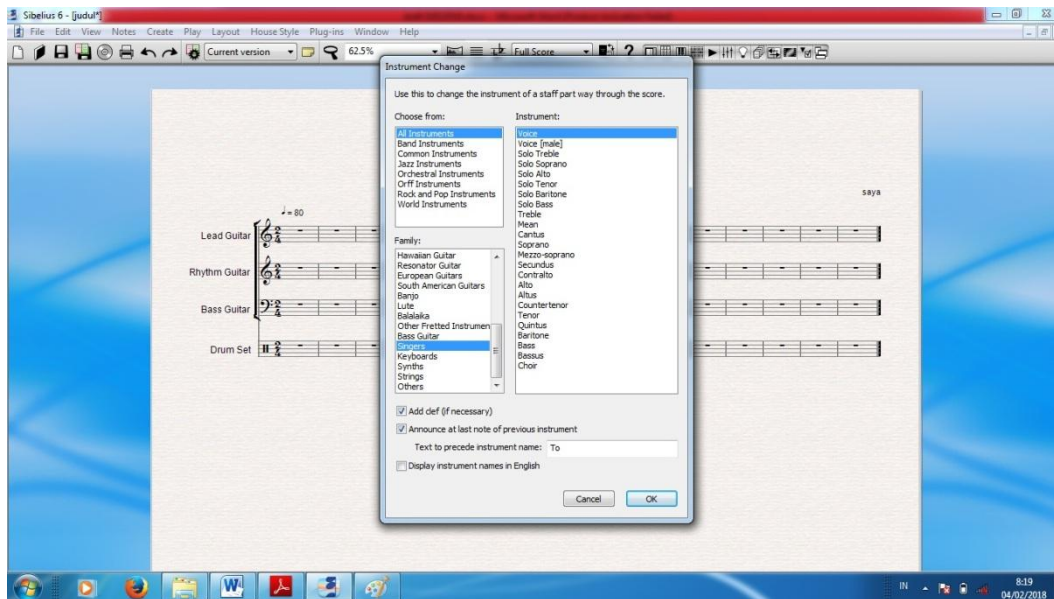 Sibelius 6 - [judul*]
File Edit View Notes Create Play Layout House Style Plug-ins Window Help
Current version 62.5% Full Score
Instrument Change
Use this to change the instrument of a staff part way through the score.
Choose from:
All Instruments
Band Instruments
Common Instruments
Jazz Instruments
Orchestral Instruments
Orff Instruments
Rock and Pop Instruments
World Instruments
Family:
Hawaiian Guitar
Resonator Guitar
European Guitars
South American Guitars
Banjo
Lute
Balalaika
Other Fretted Instrumen
Bass Guitar
Singers
Keyboards
Synths
Strings
Others
Instrument:
Voice
Voice [male]
Solo Treble
Solo Soprano
Solo Alto
Solo Tenor
Solo Baritone
Solo Bass
Treble
Mean
Cantus
Soprano
Mezzo-soprano
Secundus
Contralto
Alto
Altus
Countertenor
Tenor
Quintus
Baritone
Bass
Bassus
Choir
Add clef (if necessary)
Announce at last note of previous instrument
Text to precede instrument name: To
Display instrument names in English
Cancel OK
saya
♩= 80
Lead Guitar
Rhythm Guitar
Bass Guitar
Drum Set
IN
8:19
04/02/2018